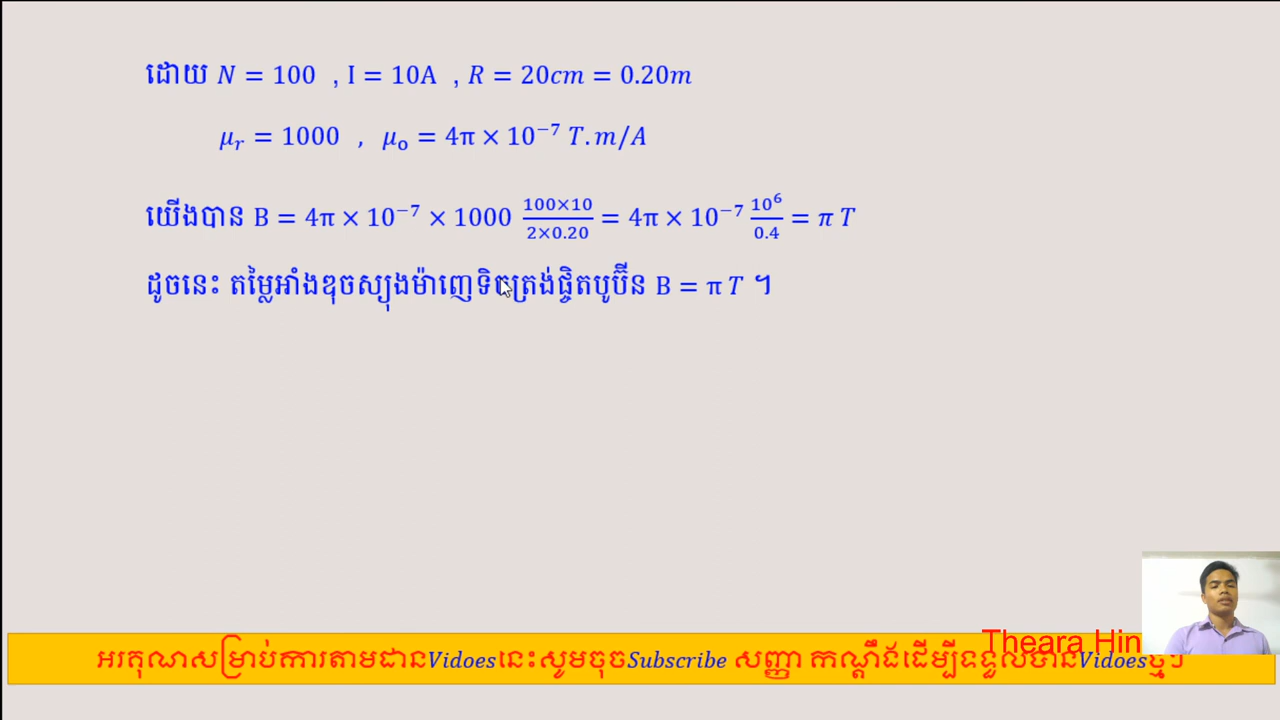 ដោយ N = 100 , I = 10A , R = 20cm = 0.20m
μr = 1000 , μo = 4π × 10⁻⁷ T.m/A
យើងបាន B = 4π × 10⁻⁷ × 1000 (100×10)/(2×0.20) = 4π × 10⁻⁷ 10⁶/0.4 = π T
ដូចនេះ តម្លៃអាំងឌុចស្យុងម៉ាញេទិចត្រង់ផ្ចិតបូប៊ីន B = π T ។
Theara Hin
អរគុណសម្រាប់ការតាមដានVidoesនេះសូមចុចSubscribe សញ្ញា កណ្ដឹងដើម្បីទទួលបានVidoesថ្មីៗ